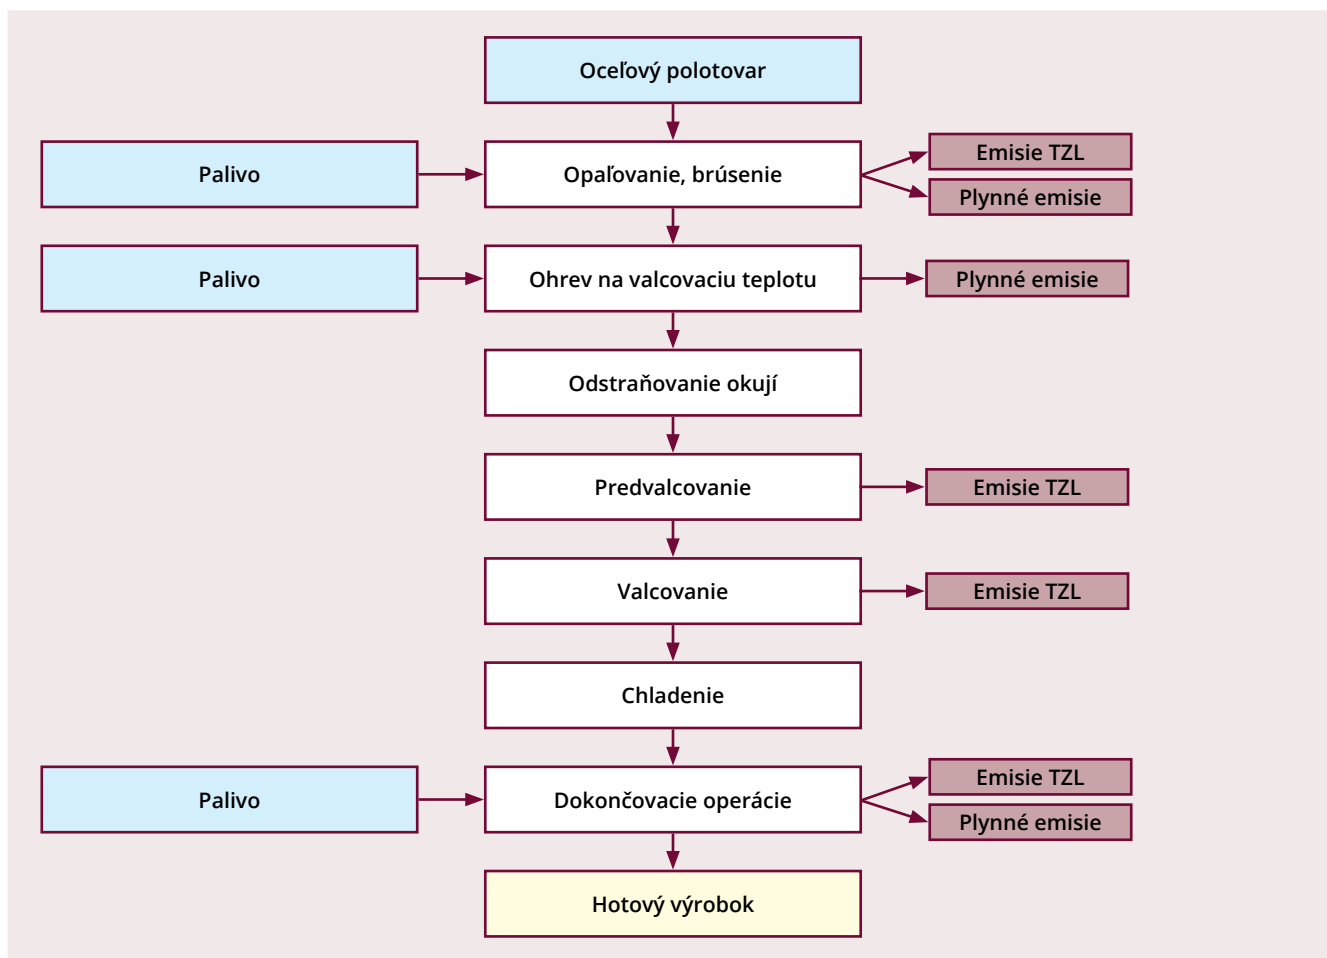 Oceľový polotovar
Palivo
Opaľovanie, brúsenie
Emisie TZL
Plynné emisie
Palivo
Ohrev na valcovaciu teplotu
Plynné emisie
Odstraňovanie okují
Predvalcovanie
Emisie TZL
Valcovanie
Emisie TZL
Chladenie
Palivo
Dokončovacie operácie
Emisie TZL
Plynné emisie
Hotový výrobok